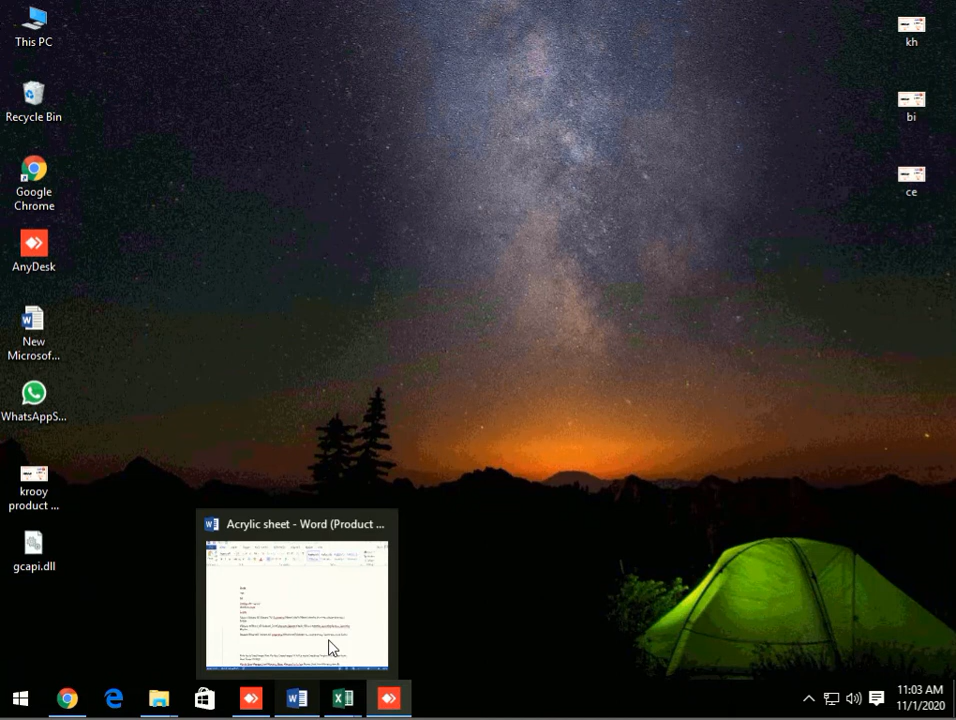 This PC
Recycle Bin
Google
Chrome
AnyDesk
New
Microsof...
WhatsAppS...
krooy
product ...
gcapi.dll
kh
bi
ce
Acrylic sheet - Word (Product ...
11:03 AM
11/1/2020